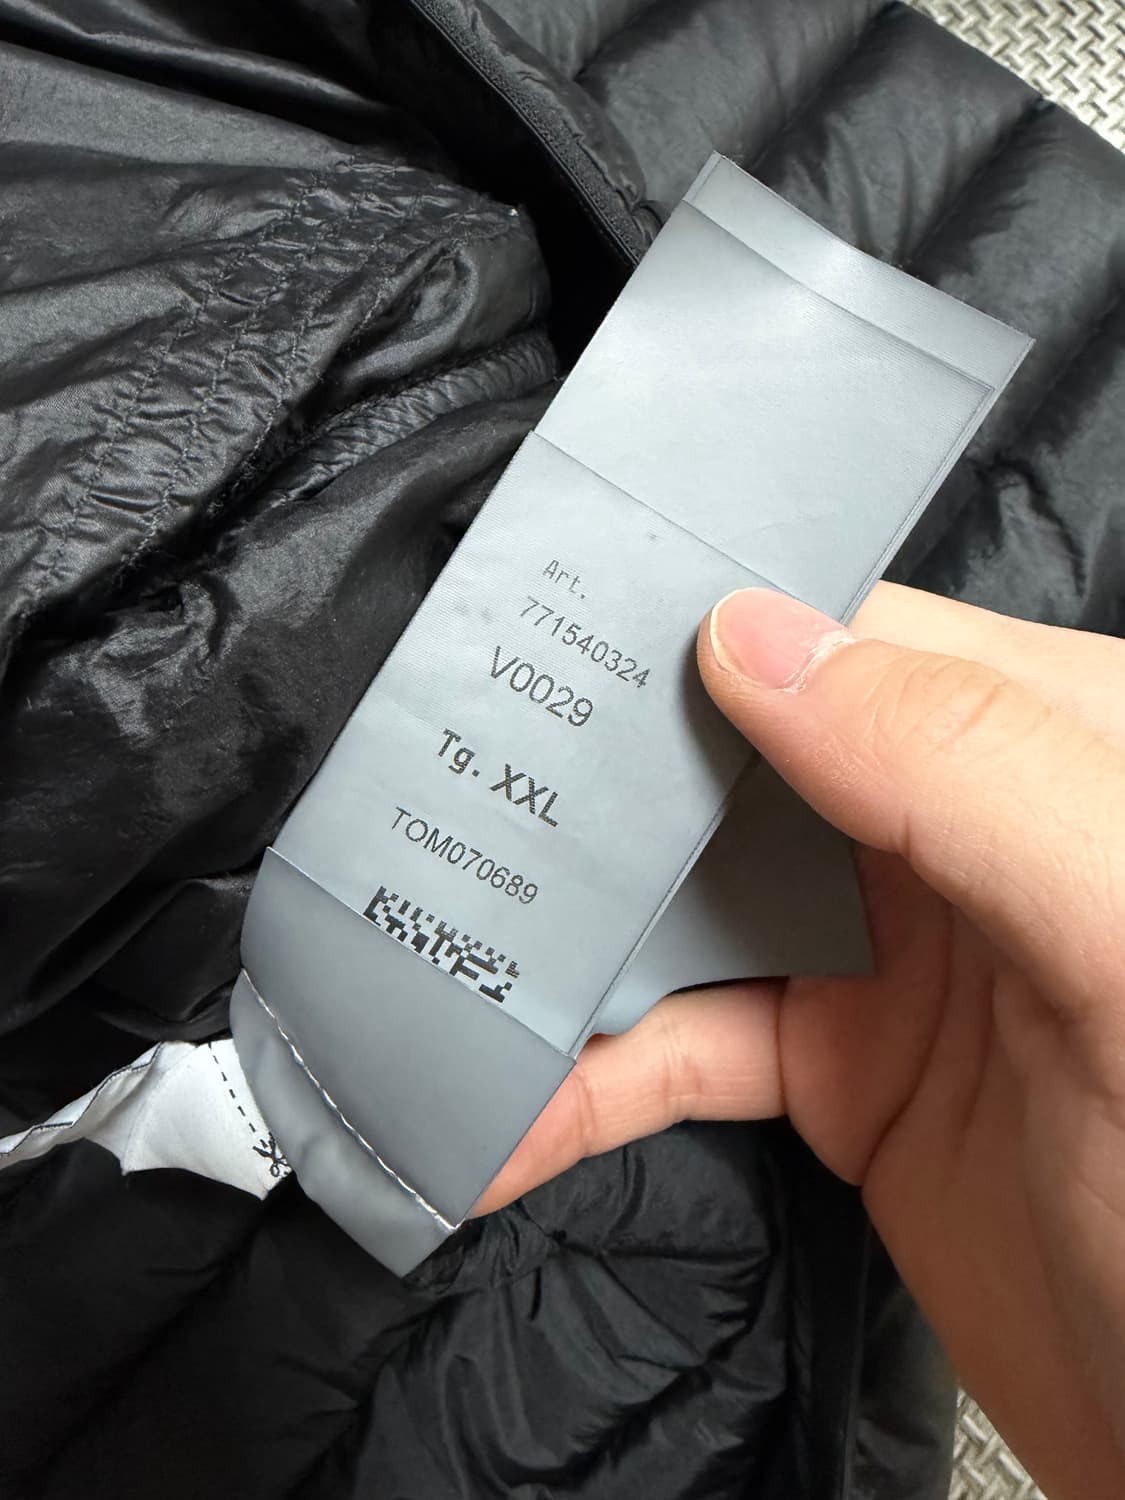 Art.
771540324
V0029
Tg. XXL
TOM070689